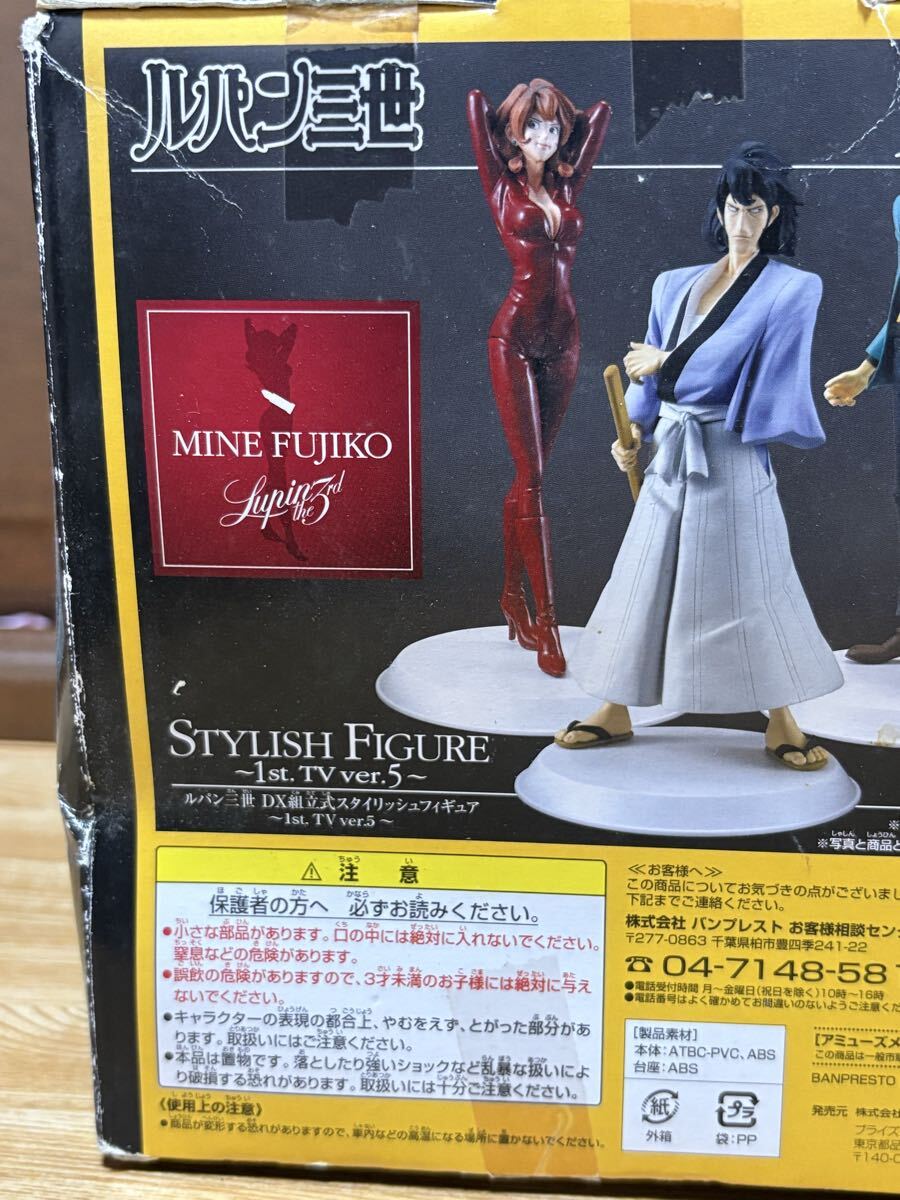 ルパン三世
MINE FUJIKO
Lupin the 3rd
STYLISH FIGURE
~1st. TV ver.5~
ルパン三世 DX組立式スタイリッシュフィギュア
~1st. TV ver.5~
※
※写真と商品と
⚠ 注意
保護者の方へ 必ずお読みください。
●小さな部品があります。口の中には絶対に入れないでください。
窒息などの危険があります。
●誤飲の危険がありますので、3才未満のお子様には絶対に与え
ないでください。
●キャラクターの表現の都合上、やむをえず、とがった部分があ
ります。取扱いにはご注意ください。
●本品は置物です。落としたり強いショックなど乱暴な扱いによ
り破損する恐れがあります。取扱いには十分ご注意ください。
《使用上の注意》
●商品が変形する恐れがありますので、車内などの高温になる場所に置かないでください。
≪お客様へ≫
この商品についてお気づきの点がございまし
下記までご連絡ください。
株式会社 バンプレスト お客様相談セン
〒277-0863 千葉県柏市豊四季241-22
☎ 04-7148-58
●電話受付時間 月~金曜日(祝日を除く)10時~16時
●電話番号はよく確かめてお間違いのないようご注意くださ
[製品素材]
本体:ATBC-PVC、ABS
台座:ABS
紙
外箱
プラ
袋:PP
[アミューズメ
この商品は一般市
BANPRESTO
発売元 株式会
プライズ
東京都品
〒140-0